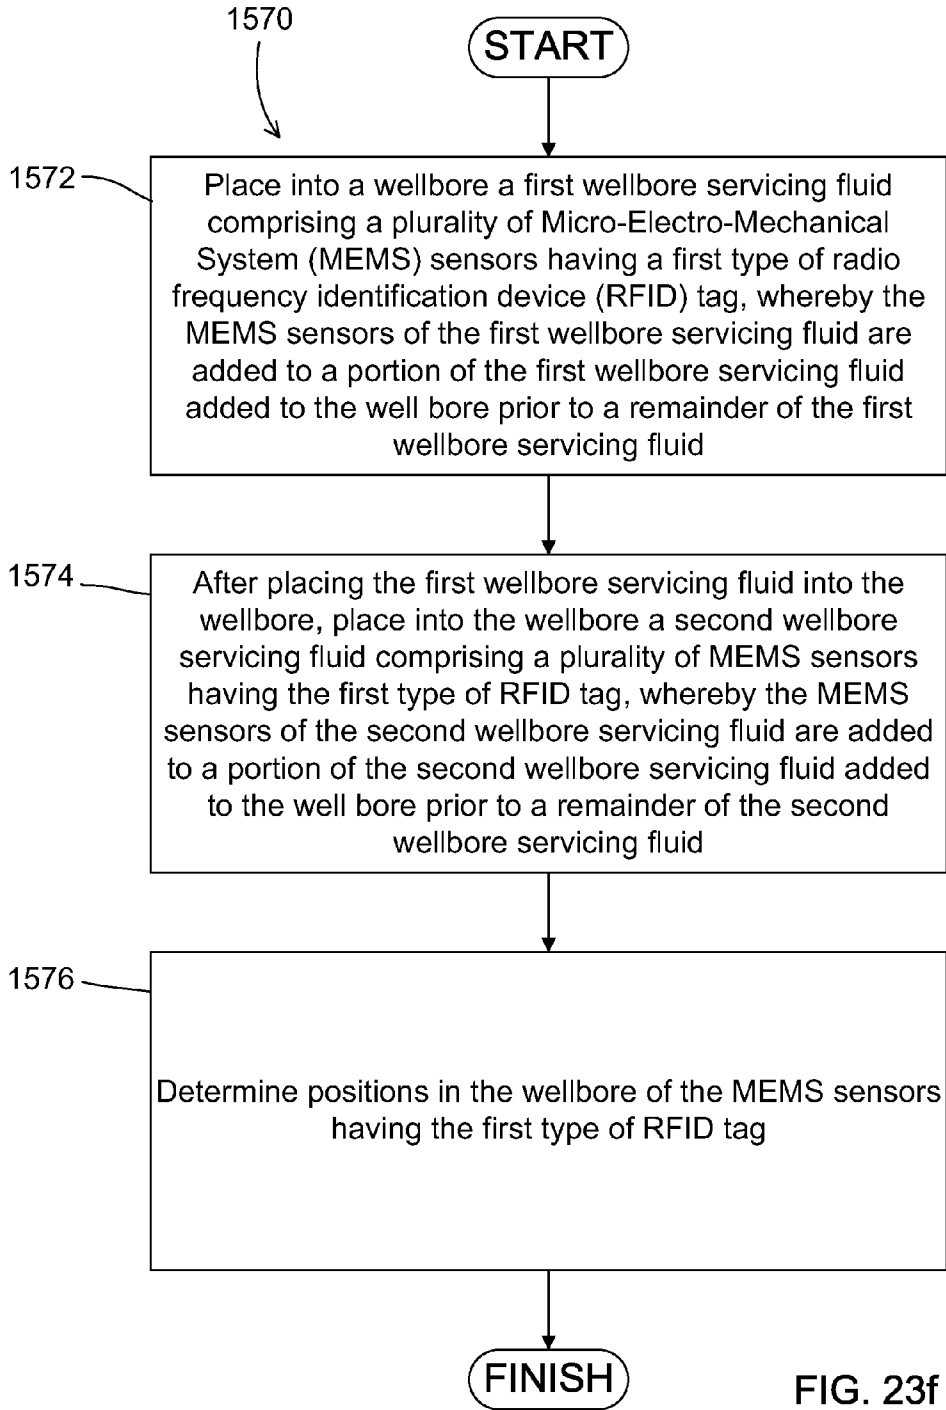 1570
START
1572
Place into a wellbore a first wellbore servicing fluid
comprising a plurality of Micro-Electro-Mechanical
System (MEMS) sensors having a first type of radio
frequency identification device (RFID) tag, whereby the
MEMS sensors of the first wellbore servicing fluid are
added to a portion of the first wellbore servicing fluid
added to the well bore prior to a remainder of the first
wellbore servicing fluid
1574
After placing the first wellbore servicing fluid into the
wellbore, place into the wellbore a second wellbore
servicing fluid comprising a plurality of MEMS sensors
having the first type of RFID tag, whereby the MEMS
sensors of the second wellbore servicing fluid are added
to a portion of the second wellbore servicing fluid added
to the well bore prior to a remainder of the second
wellbore servicing fluid
1576
Determine positions in the wellbore of the MEMS sensors
having the first type of RFID tag
FINISH
FIG. 23f